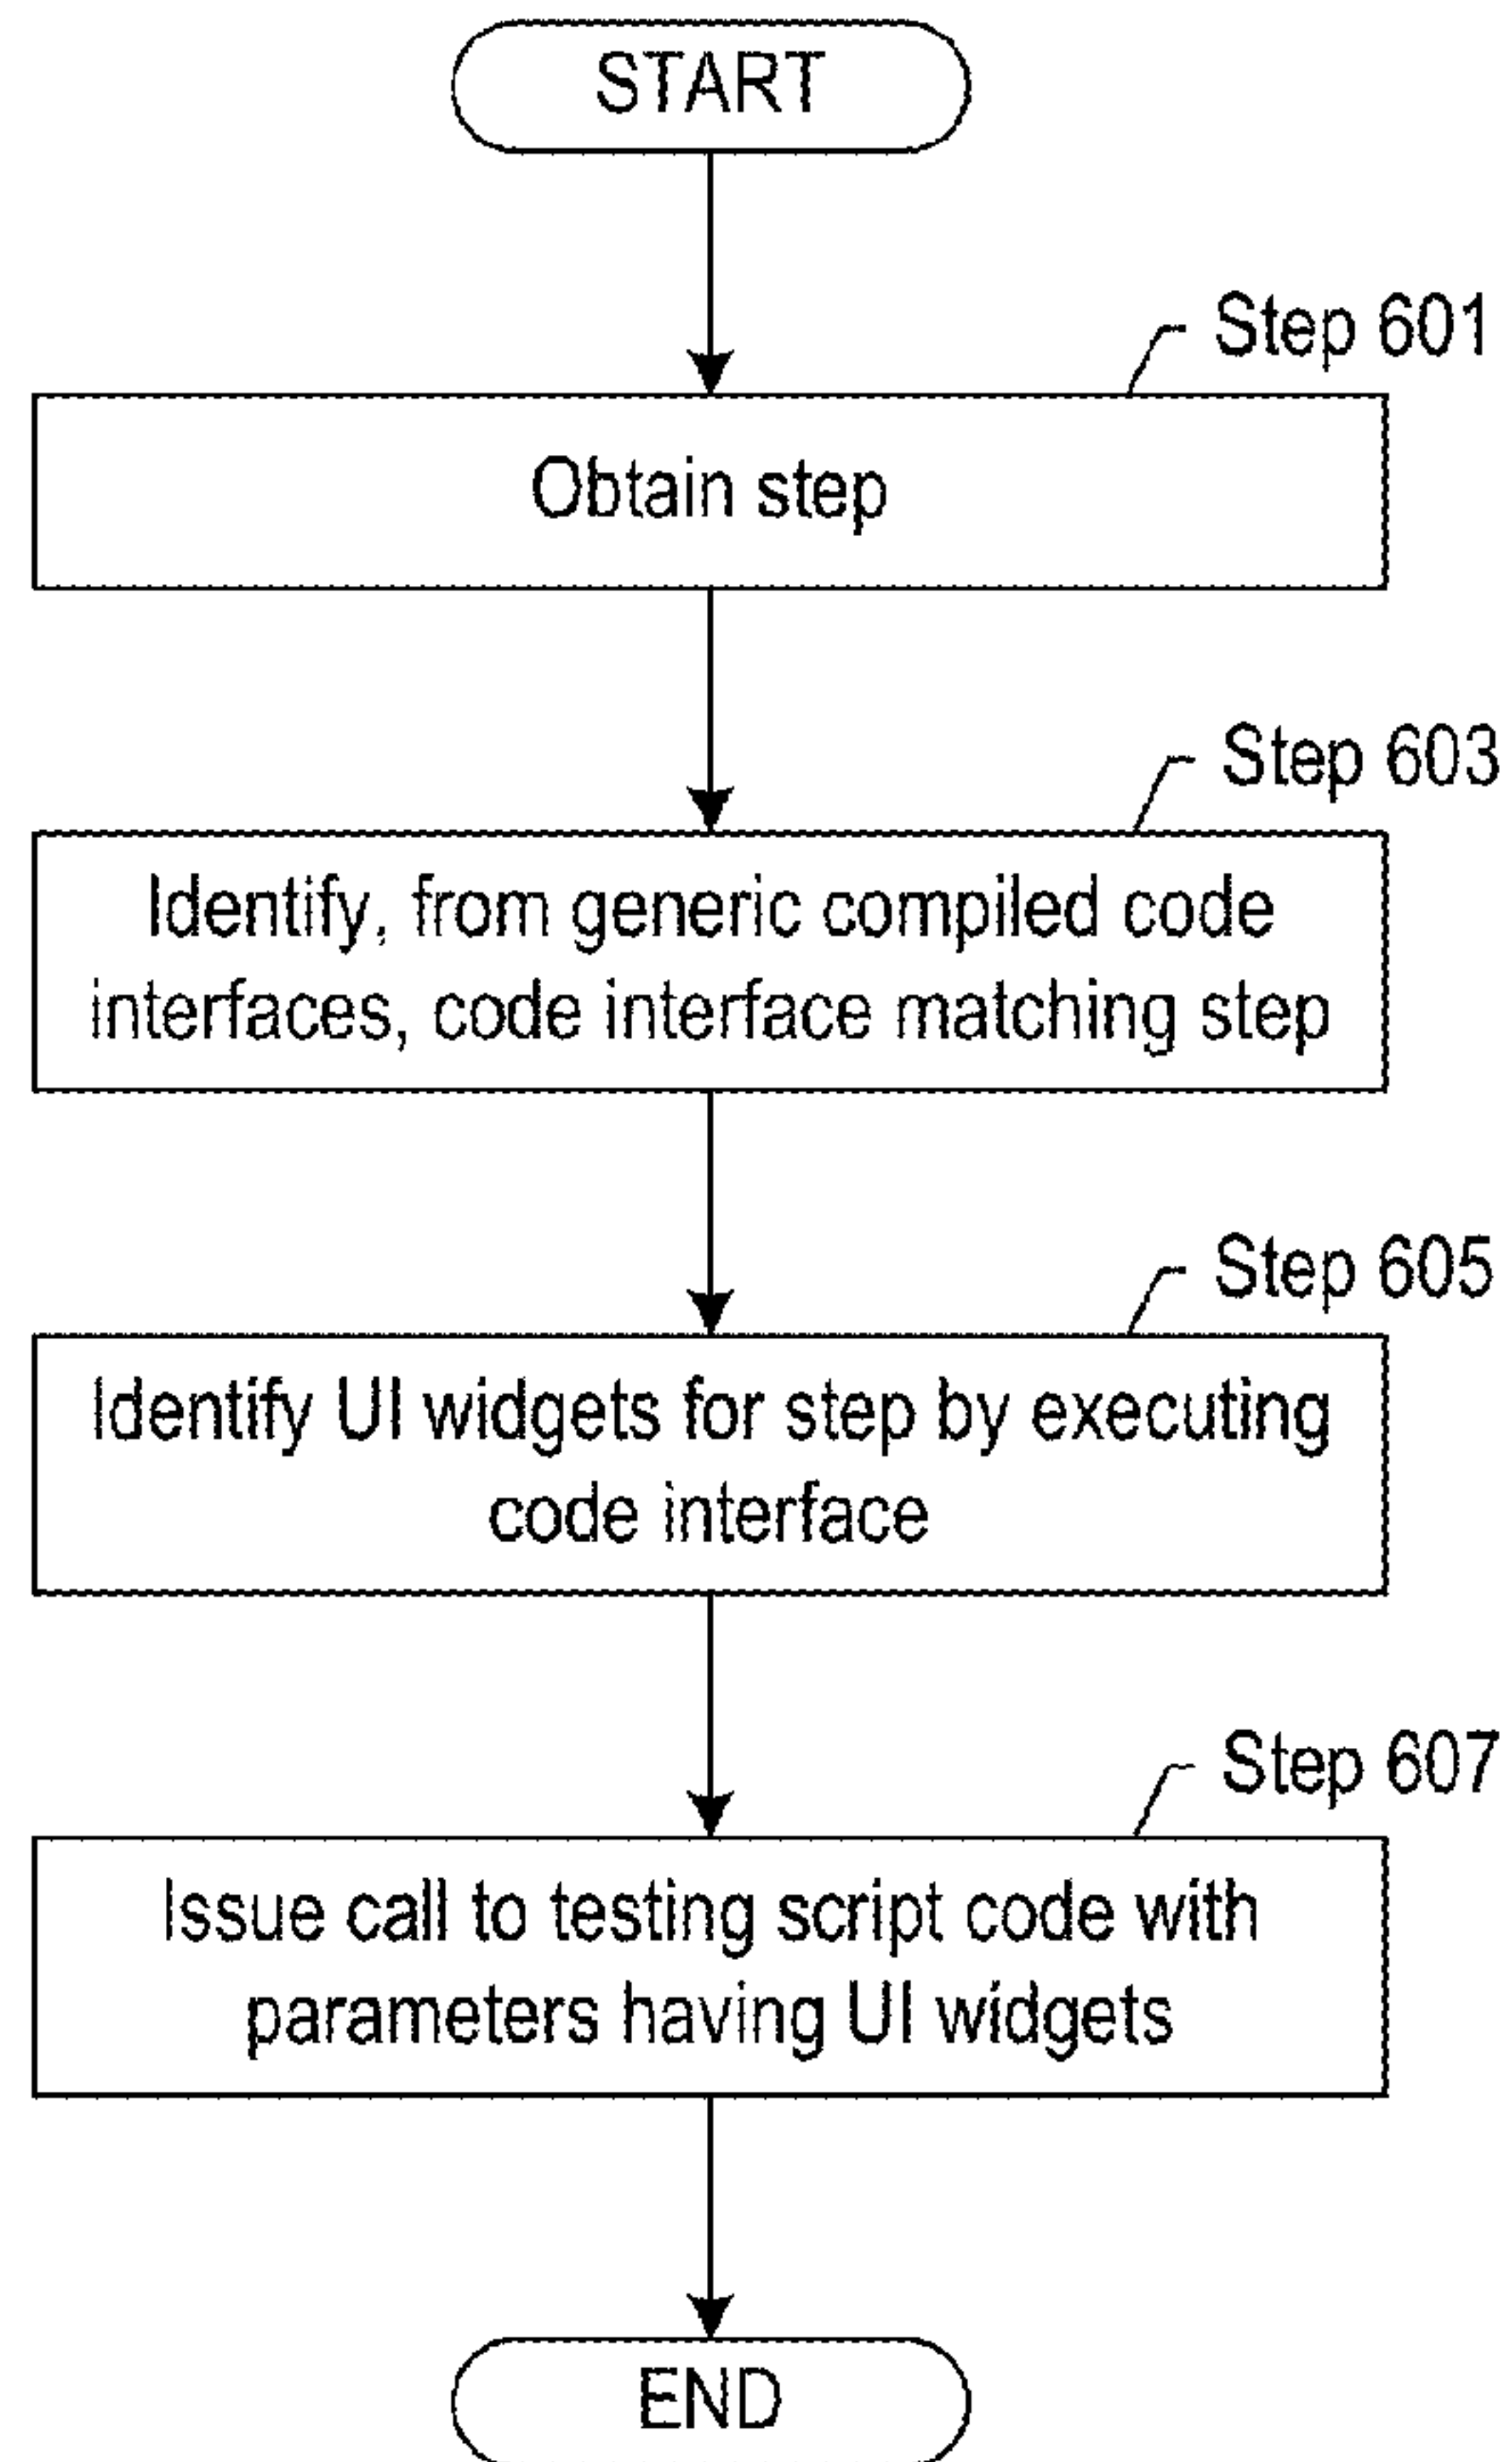 START
Step 601
Obtain step
Step 603
Identify, from generic compiled code
interfaces, code interface matching step
Step 605
Identify UI widgets for step by executing
code interface
Step 607
Issue call to testing script code with
parameters having UI widgets
END